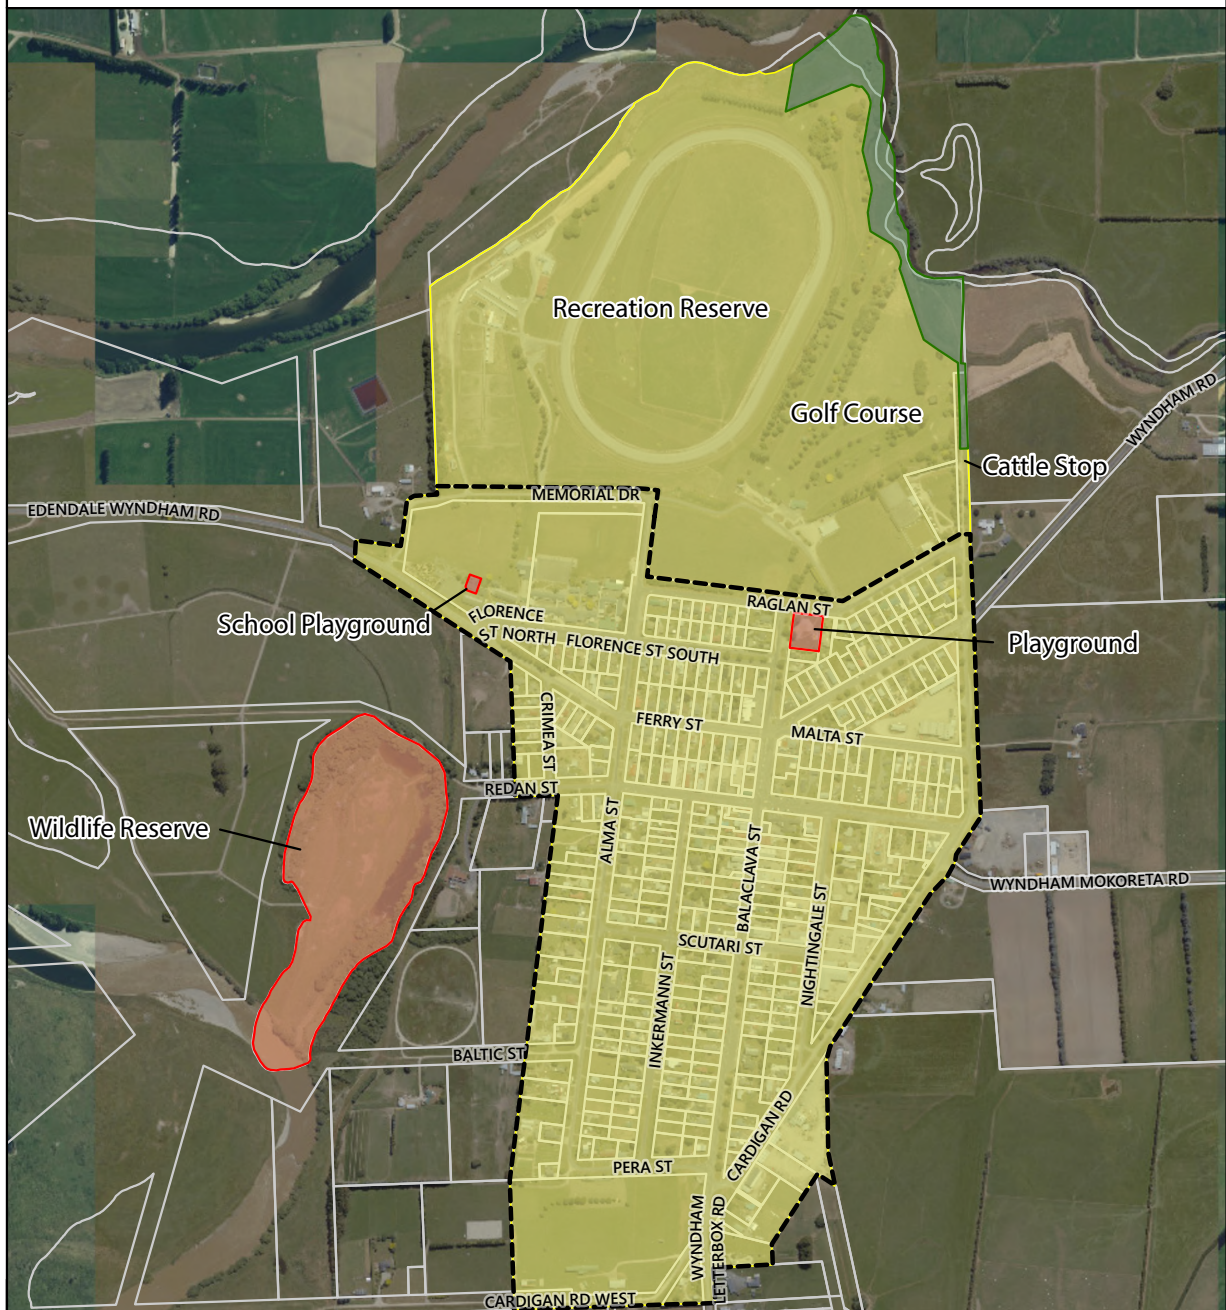 Recreation Reserve
Golf Course
WYNDHAM RD
Cattle Stop
MEMORIAL DR
EDENDALE WYNDHAM RD
RAGLAN ST
School Playground
FLORENCE
ST NORTH
FLORENCE ST SOUTH
Playground
CRIMEA ST
FERRY ST
MALTA ST
REDAN ST
Wildlife Reserve
ALMA ST
BALACLAVA ST
NIGHTINGALE ST
WYNDHAM MOKORETA RD
SCUTARI ST
INKERMANN ST
BALTIC ST
CARDIGAN RD
PERA ST
WYNDHAM
LETTERBOX RD
CARDIGAN RD WEST